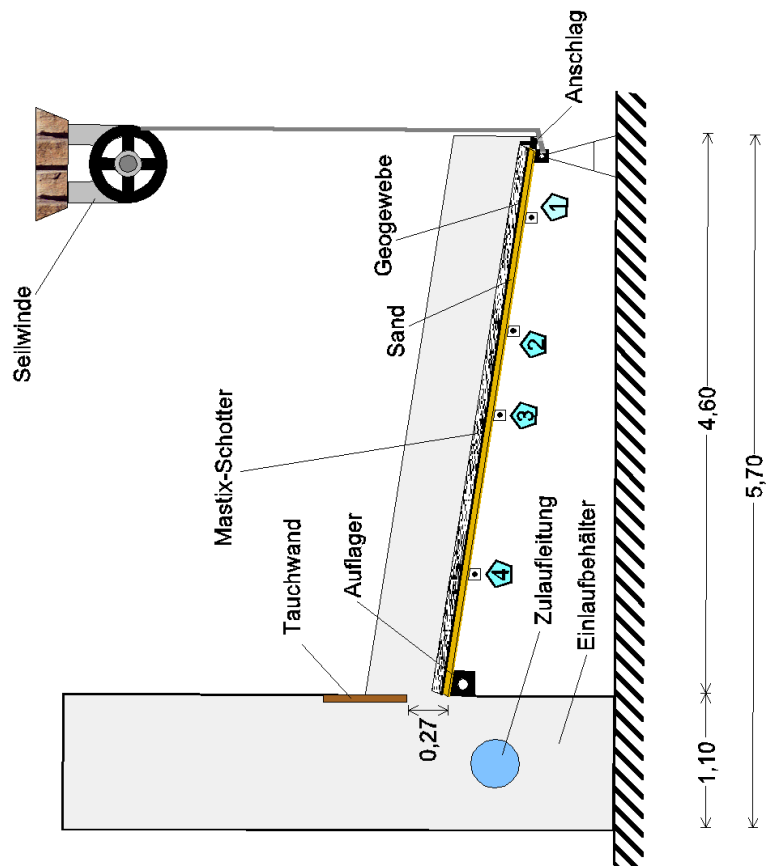 Seilwinde
Mastix-Schotter
Geogewebe
Sand
Anschlag
Tauchwand
Auflager
1
2
3
4
0,27
Zulaufleitung
Einlaufbehälter
1,10
4,60
5,70